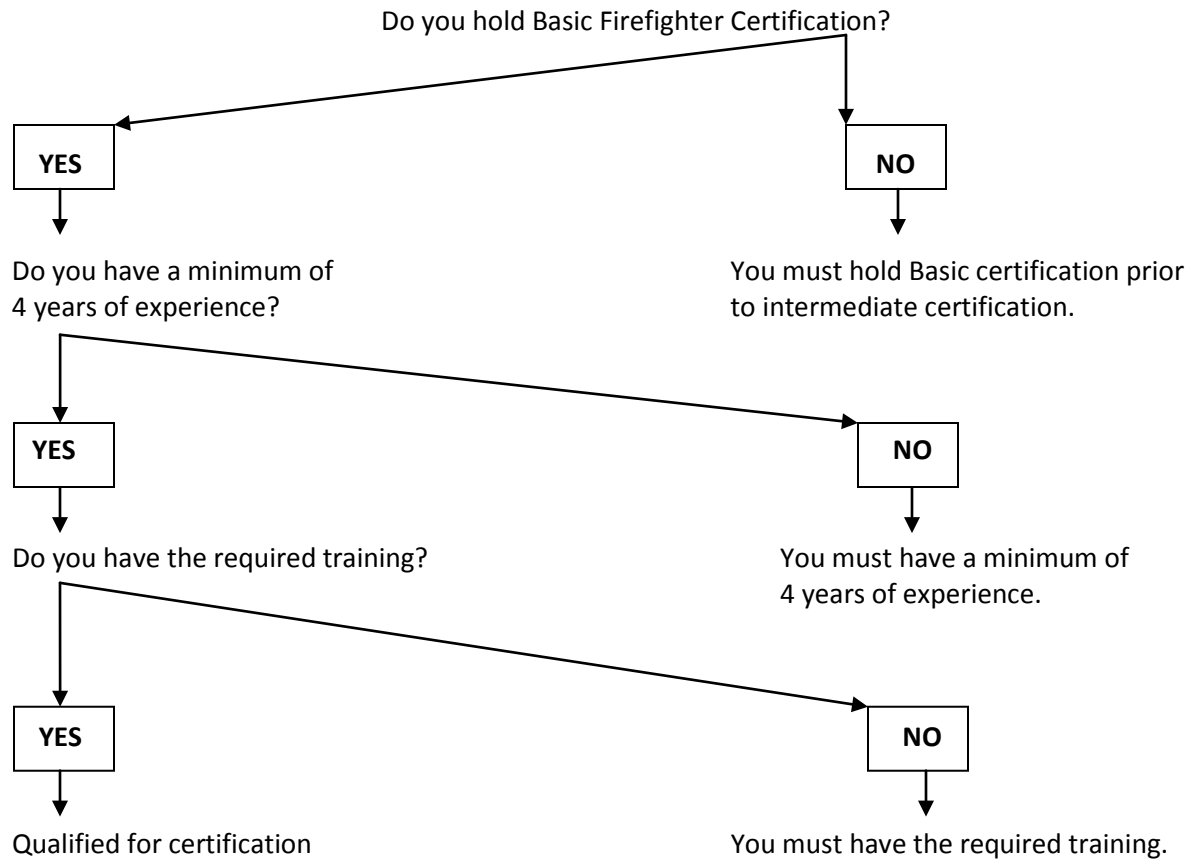 Do you hold Basic Firefighter Certification?
YES
NO
Do you have a minimum of
4 years of experience?
You must hold Basic certification prior
to intermediate certification.
YES
NO
Do you have the required training?
You must have a minimum of
4 years of experience.
YES
NO
Qualified for certification
You must have the required training.